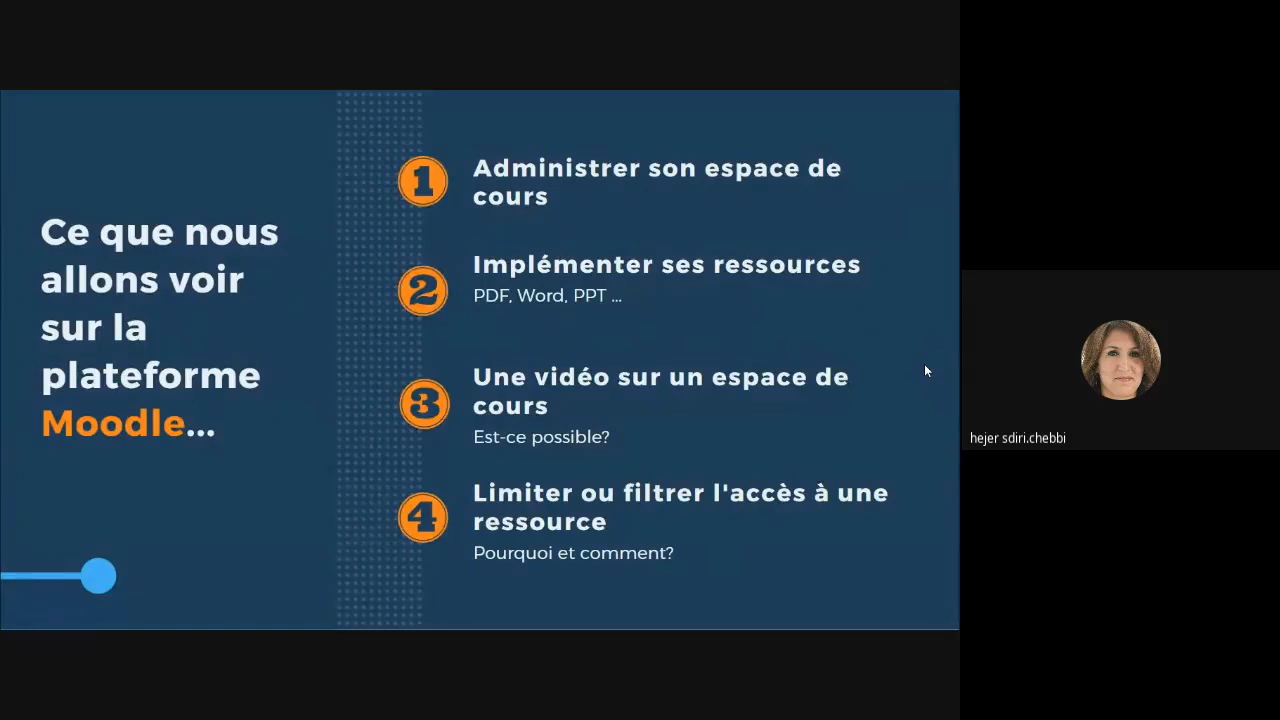 Ce que nous
allons voir
sur la
plateforme
Moodle...
1
Administrer son espace de
cours
2
Implémenter ses ressources
PDF, Word, PPT ...
3
Une vidéo sur un espace de
cours
Est-ce possible?
4
Limiter ou filtrer l'accès à une
ressource
Pourquoi et comment?
hejer sdiri.chebbi